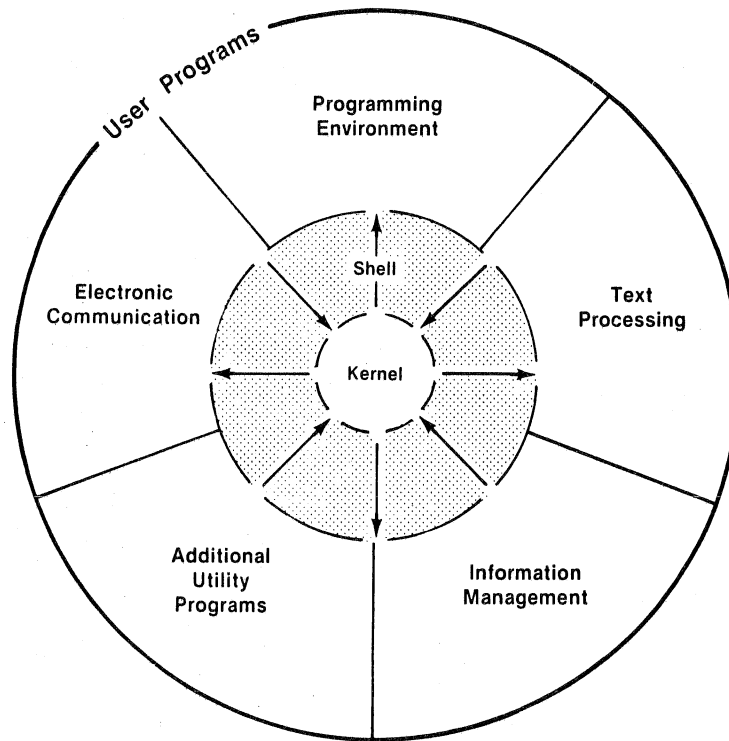 User Programs
Programming
Environment
Shell
Electronic
Communication
Text
Processing
Kernel
Additional
Utility
Programs
Information
Management